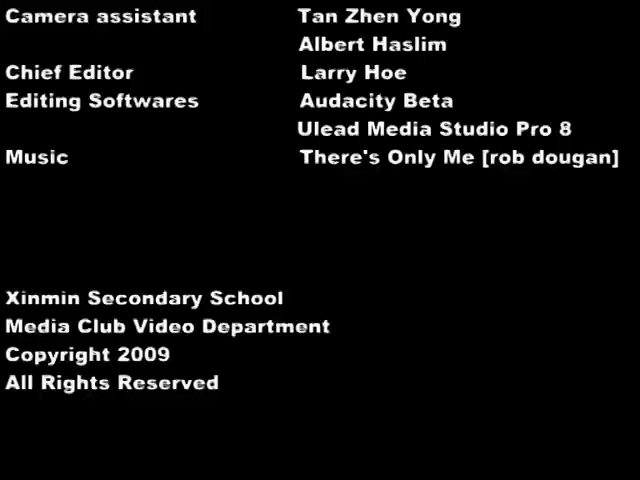 Camera assistant Tan Zhen Yong
Albert Haslim
Chief Editor Larry Hoe
Editing Softwares Audacity Beta
Ulead Media Studio Pro 8
Music There's Only Me [rob dougan]
Xinmin Secondary School
Media Club Video Department
Copyright 2009
All Rights Reserved